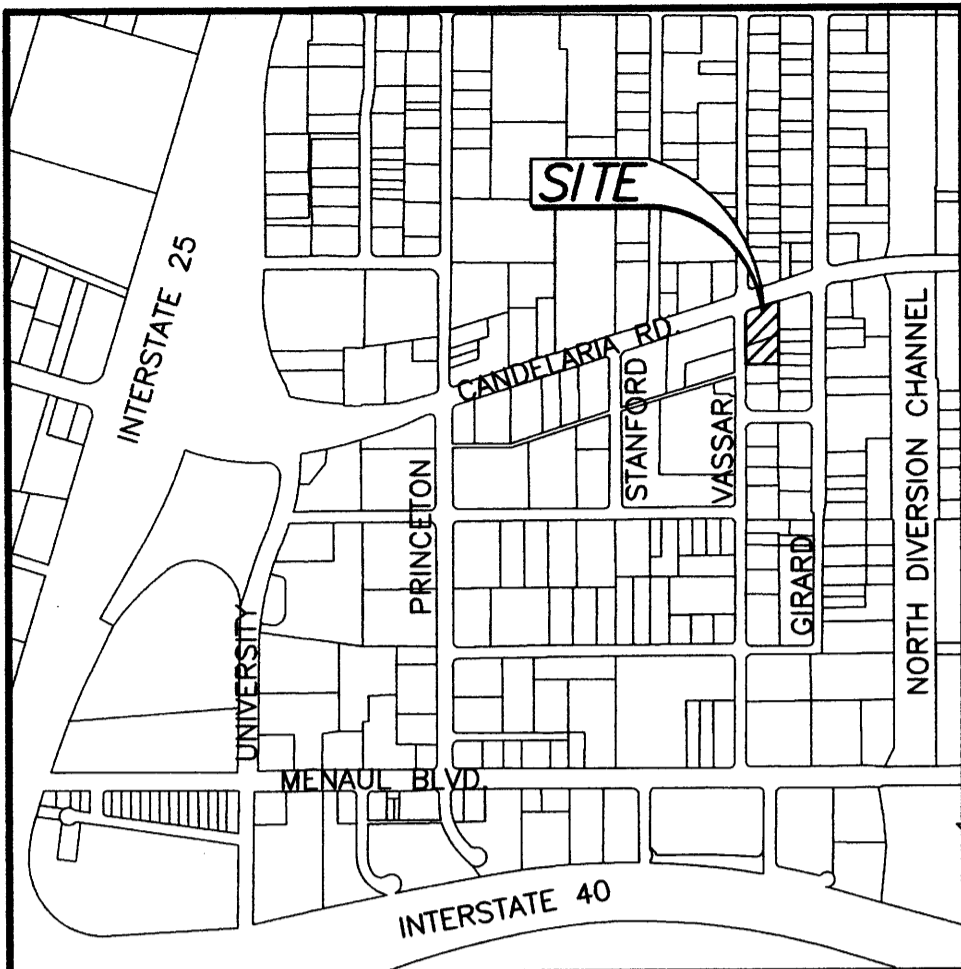 SITE
INTERSTATE 25
CANDELARIA RD.
STANFORD
VASSAR
NORTH DIVERSION CHANNEL
PRINCETON
GIRARD
UNIVERSITY
MENAUL BLVD.
INTERSTATE 40